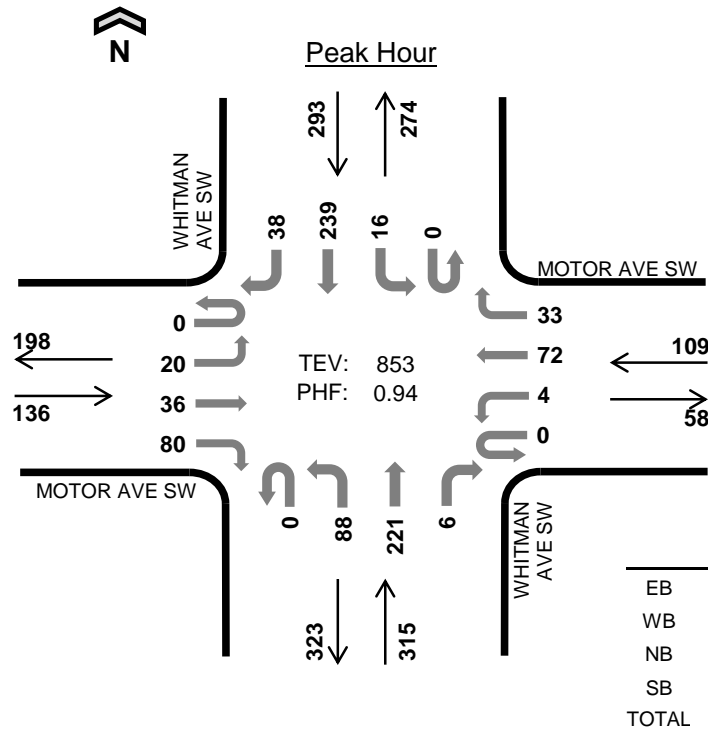 N
Peak Hour
293
274
WHITMAN
AVE SW
38
239
16
0
MOTOR AVE SW
0
33
198
20
TEV: 853
72
109
136
36
PHF: 0.94
4
58
80
0
MOTOR AVE SW
0
88
221
6
WHITMAN
AVE SW
323
315
EB
WB
NB
SB
TOTAL